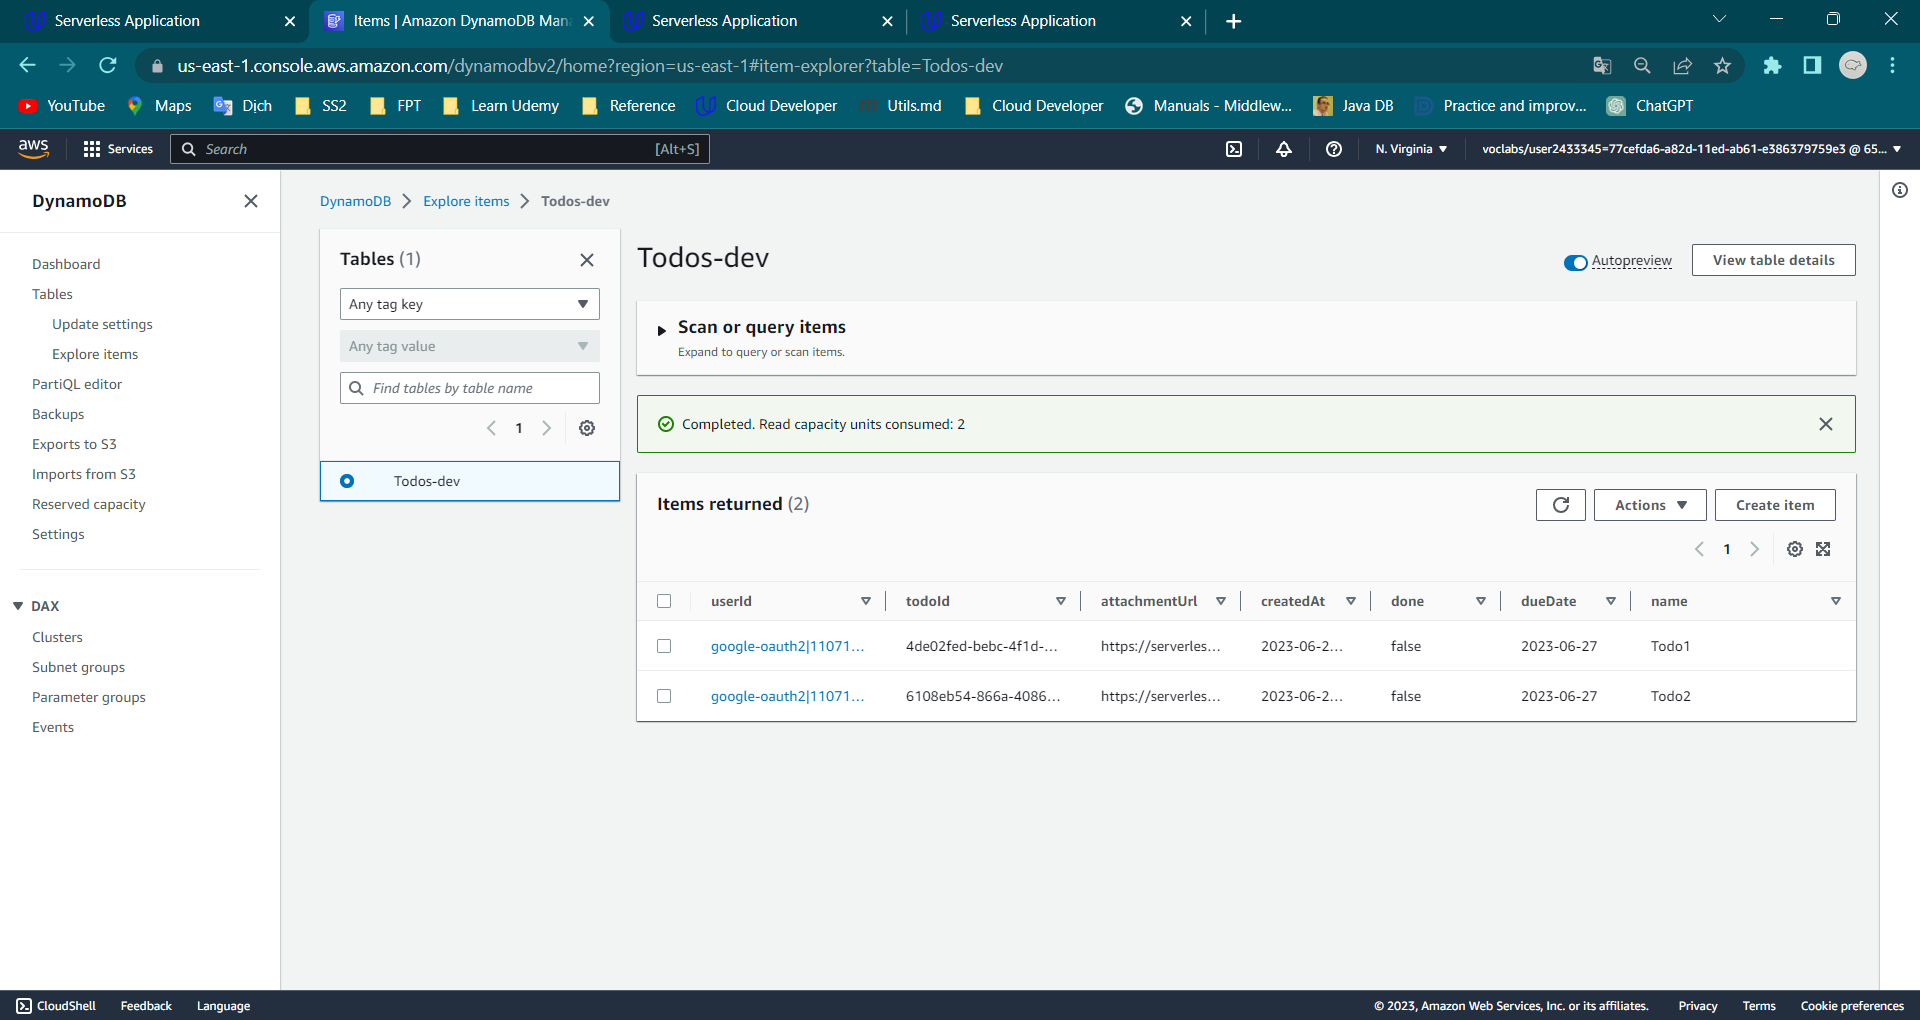 Serverless Application
Items | Amazon DynamoDB Man
Serverless Application
Serverless Application
us-east-1.console.aws.amazon.com/dynamodbv2/home?region=us-east-1#item-explorer?table=Todos-dev
YouTube
Maps
Dịch
SS2
FPT
Learn Udemy
Reference
Cloud Developer
Utils.md
Cloud Developer
Manuals - Middlew...
Java DB
Practice and improv...
ChatGPT
aws
Services
Search
[Alt+S]
N. Virginia
voclabs/user2433345=77cefda6-a82d-11ed-ab61-e386379759e3 @ 65...
DynamoDB
Dashboard
Tables
Update settings
Explore items
PartiQL editor
Backups
Exports to S3
Imports from S3
Reserved capacity
Settings
DAX
Clusters
Subnet groups
Parameter groups
Events
DynamoDB
Explore items
Todos-dev
Tables (1)
Any tag key
Any tag value
Find tables by table name
1
Todos-dev
Todos-dev
Autopreview
View table details
Scan or query items
Expand to query or scan items.
Completed. Read capacity units consumed: 2
Items returned (2)
Actions
Create item
1
userId todoId attachmentUrl createdAt done dueDate name
google-oauth2|11071... 4de02fed-bebc-4f1d-... https://serverles... 2023-06-2... false 2023-06-27 Todo1
google-oauth2|11071... 6108eb54-866a-4086... https://serverles... 2023-06-2... false 2023-06-27 Todo2
CloudShell
Feedback
Language
© 2023, Amazon Web Services, Inc. or its affiliates.
Privacy
Terms
Cookie preferences